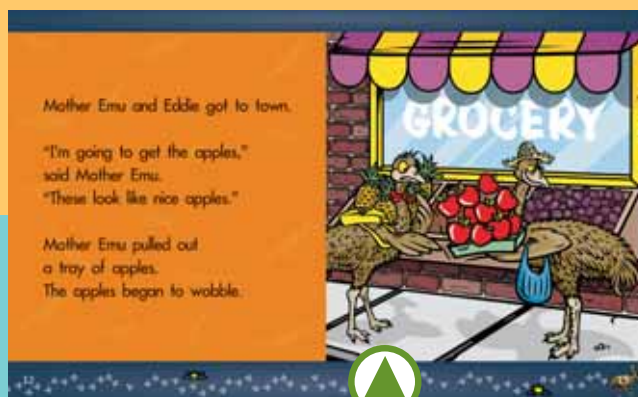 Mother Emu and Eddie got to town.
"I'm going to get the apples,"
said Mother Emu.
"These look like nice apples."
Mother Emu pulled out
a tray of apples.
The apples began to wobble.
GROCERY
12